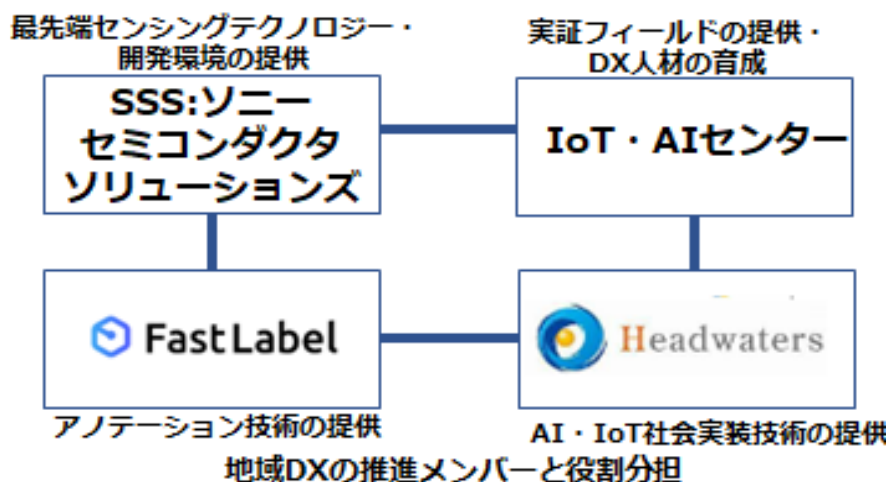 最先端センシングテクノロジー・
開発環境の提供
実証フィールドの提供・
DX人材の育成
SSS:ソニー
セミコンダクタ
ソリューションズ
IoT・AIセンター
FastLabel
Headwaters
アノテーション技術の提供
AI・IoT社会実装技術の提供
地域DXの推進メンバーと役割分担